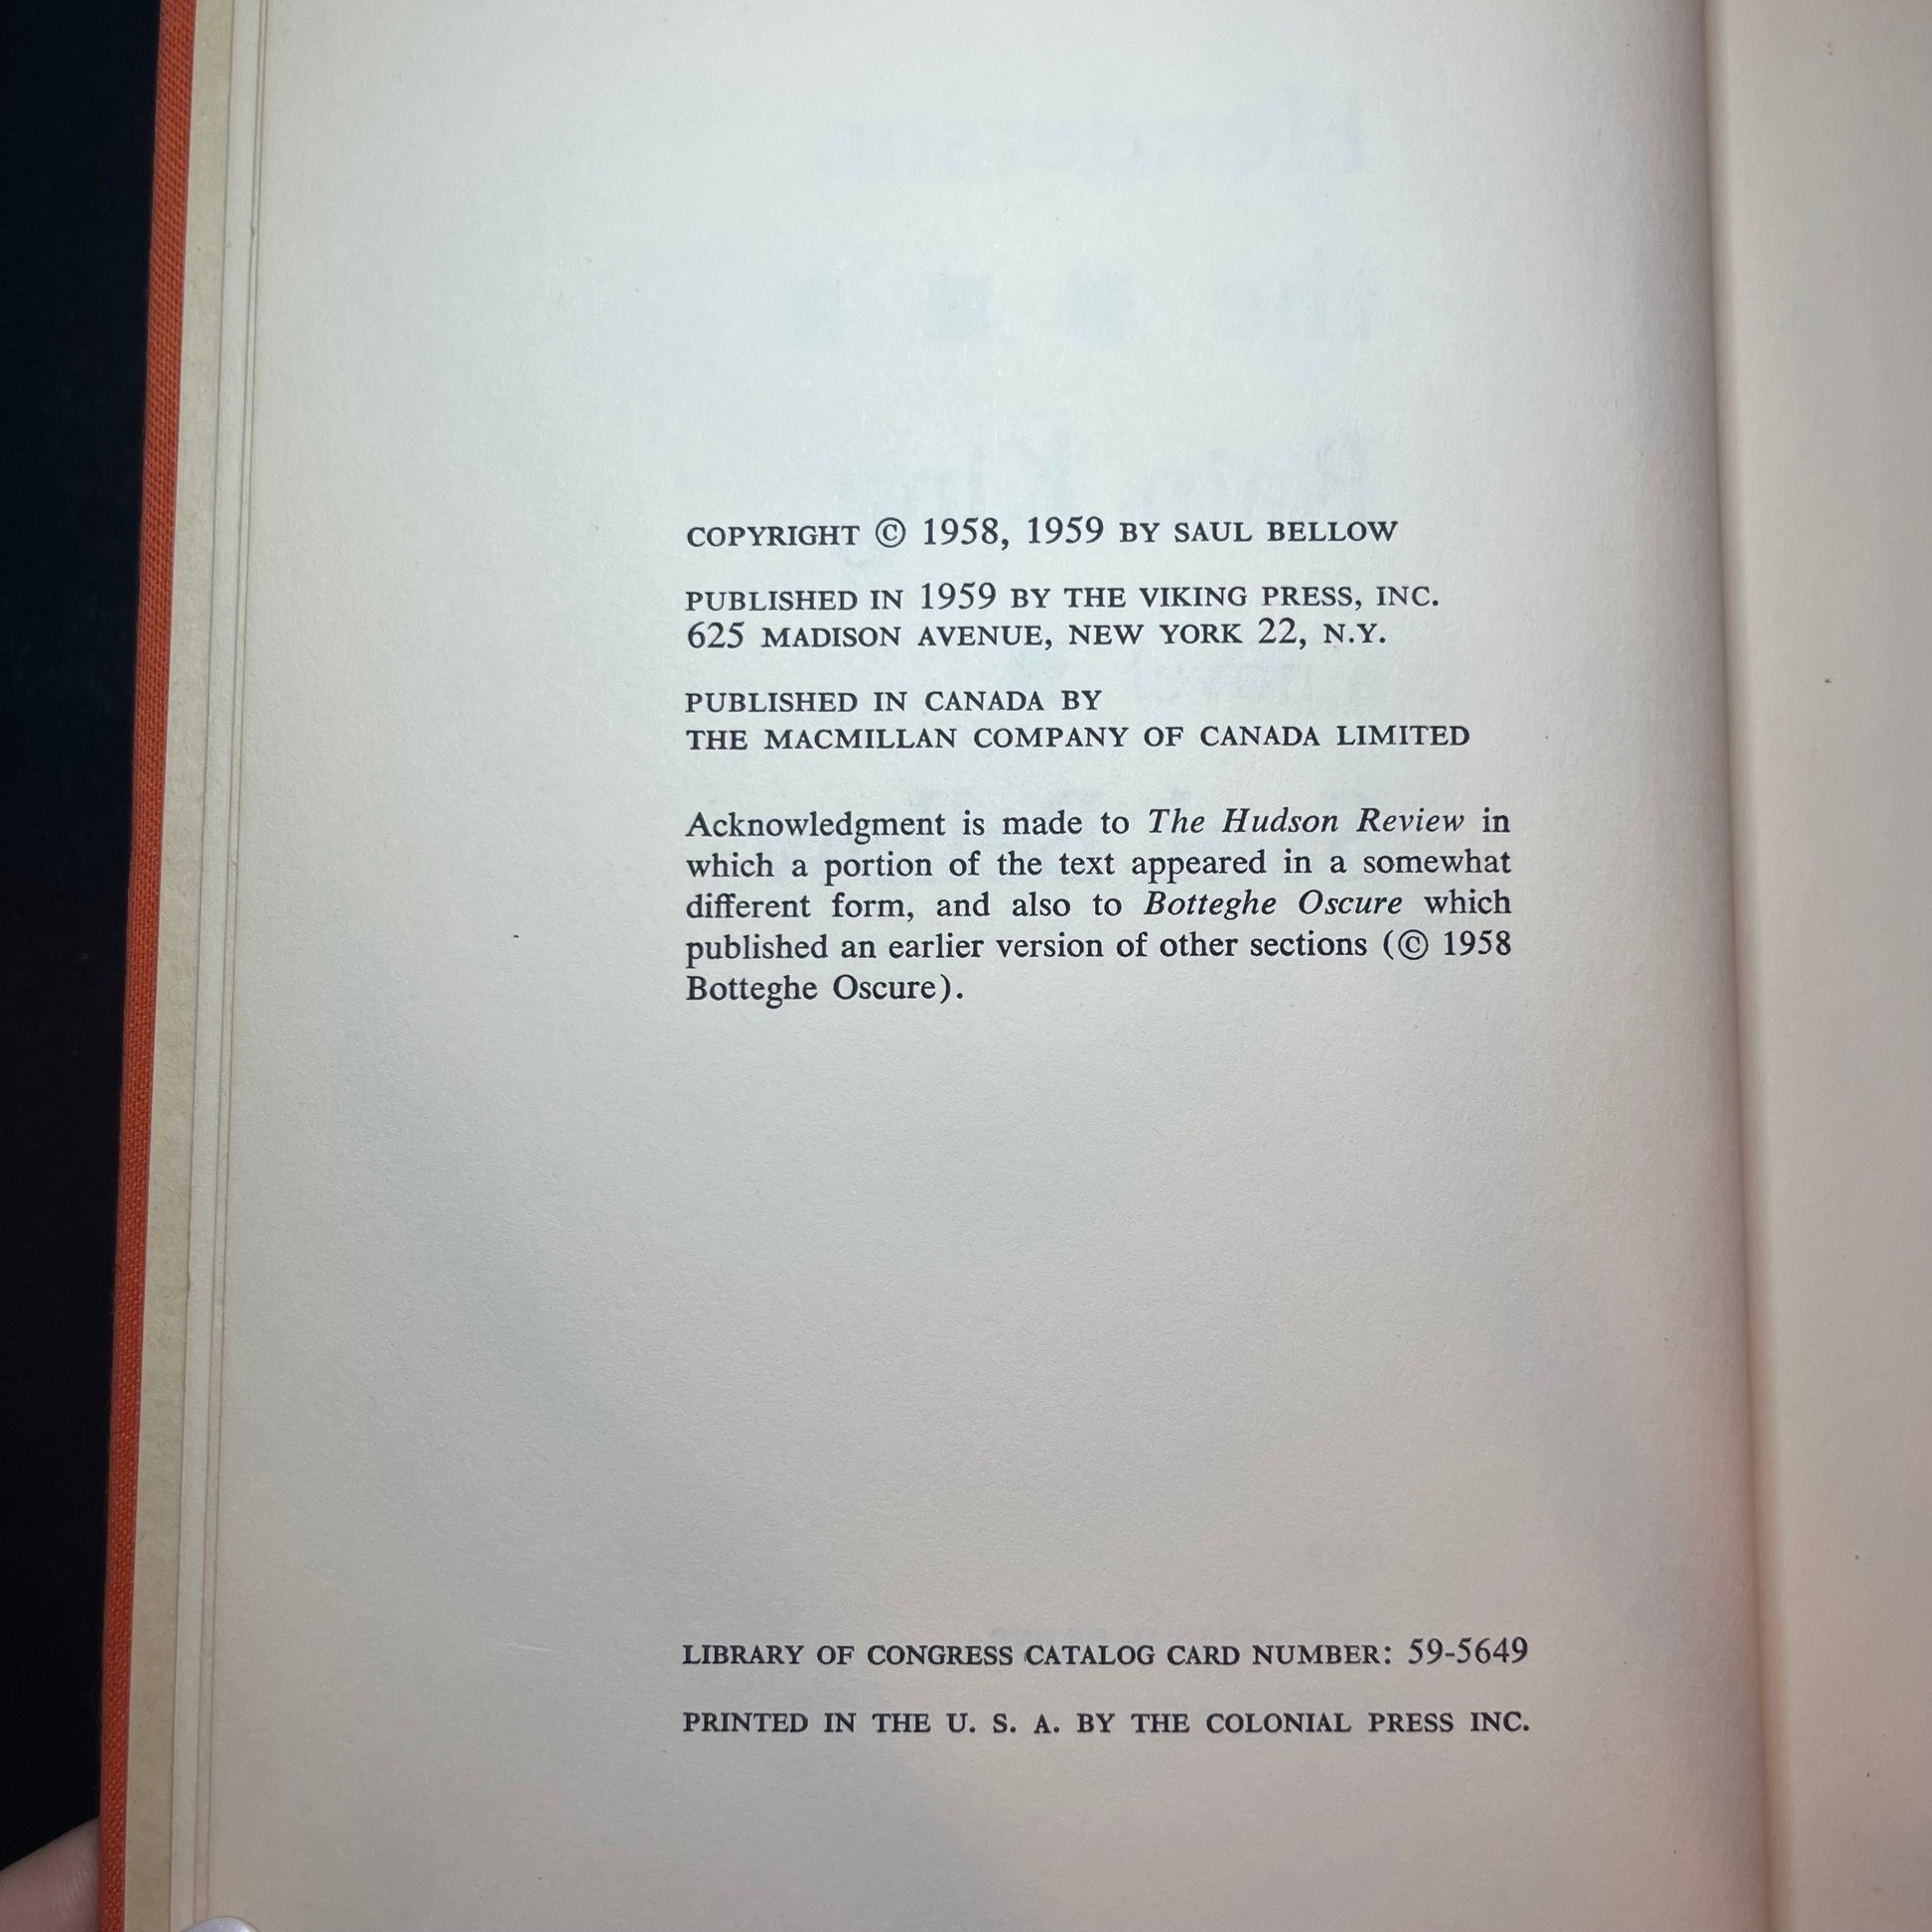 COPYRIGHT © 1958, 1959 BY SAUL BELLOW
PUBLISHED IN 1959 BY THE VIKING PRESS, INC.
625 MADISON AVENUE, NEW YORK 22, N.Y.
PUBLISHED IN CANADA BY
THE MACMILLAN COMPANY OF CANADA LIMITED
Acknowledgment is made to The Hudson Review in
which a portion of the text appeared in a somewhat
different form, and also to Botteghe Oscure which
published an earlier version of other sections (© 1958
Botteghe Oscure).
LIBRARY OF CONGRESS CATALOG CARD NUMBER: 59-5649
PRINTED IN THE U. S. A. BY THE COLONIAL PRESS INC.